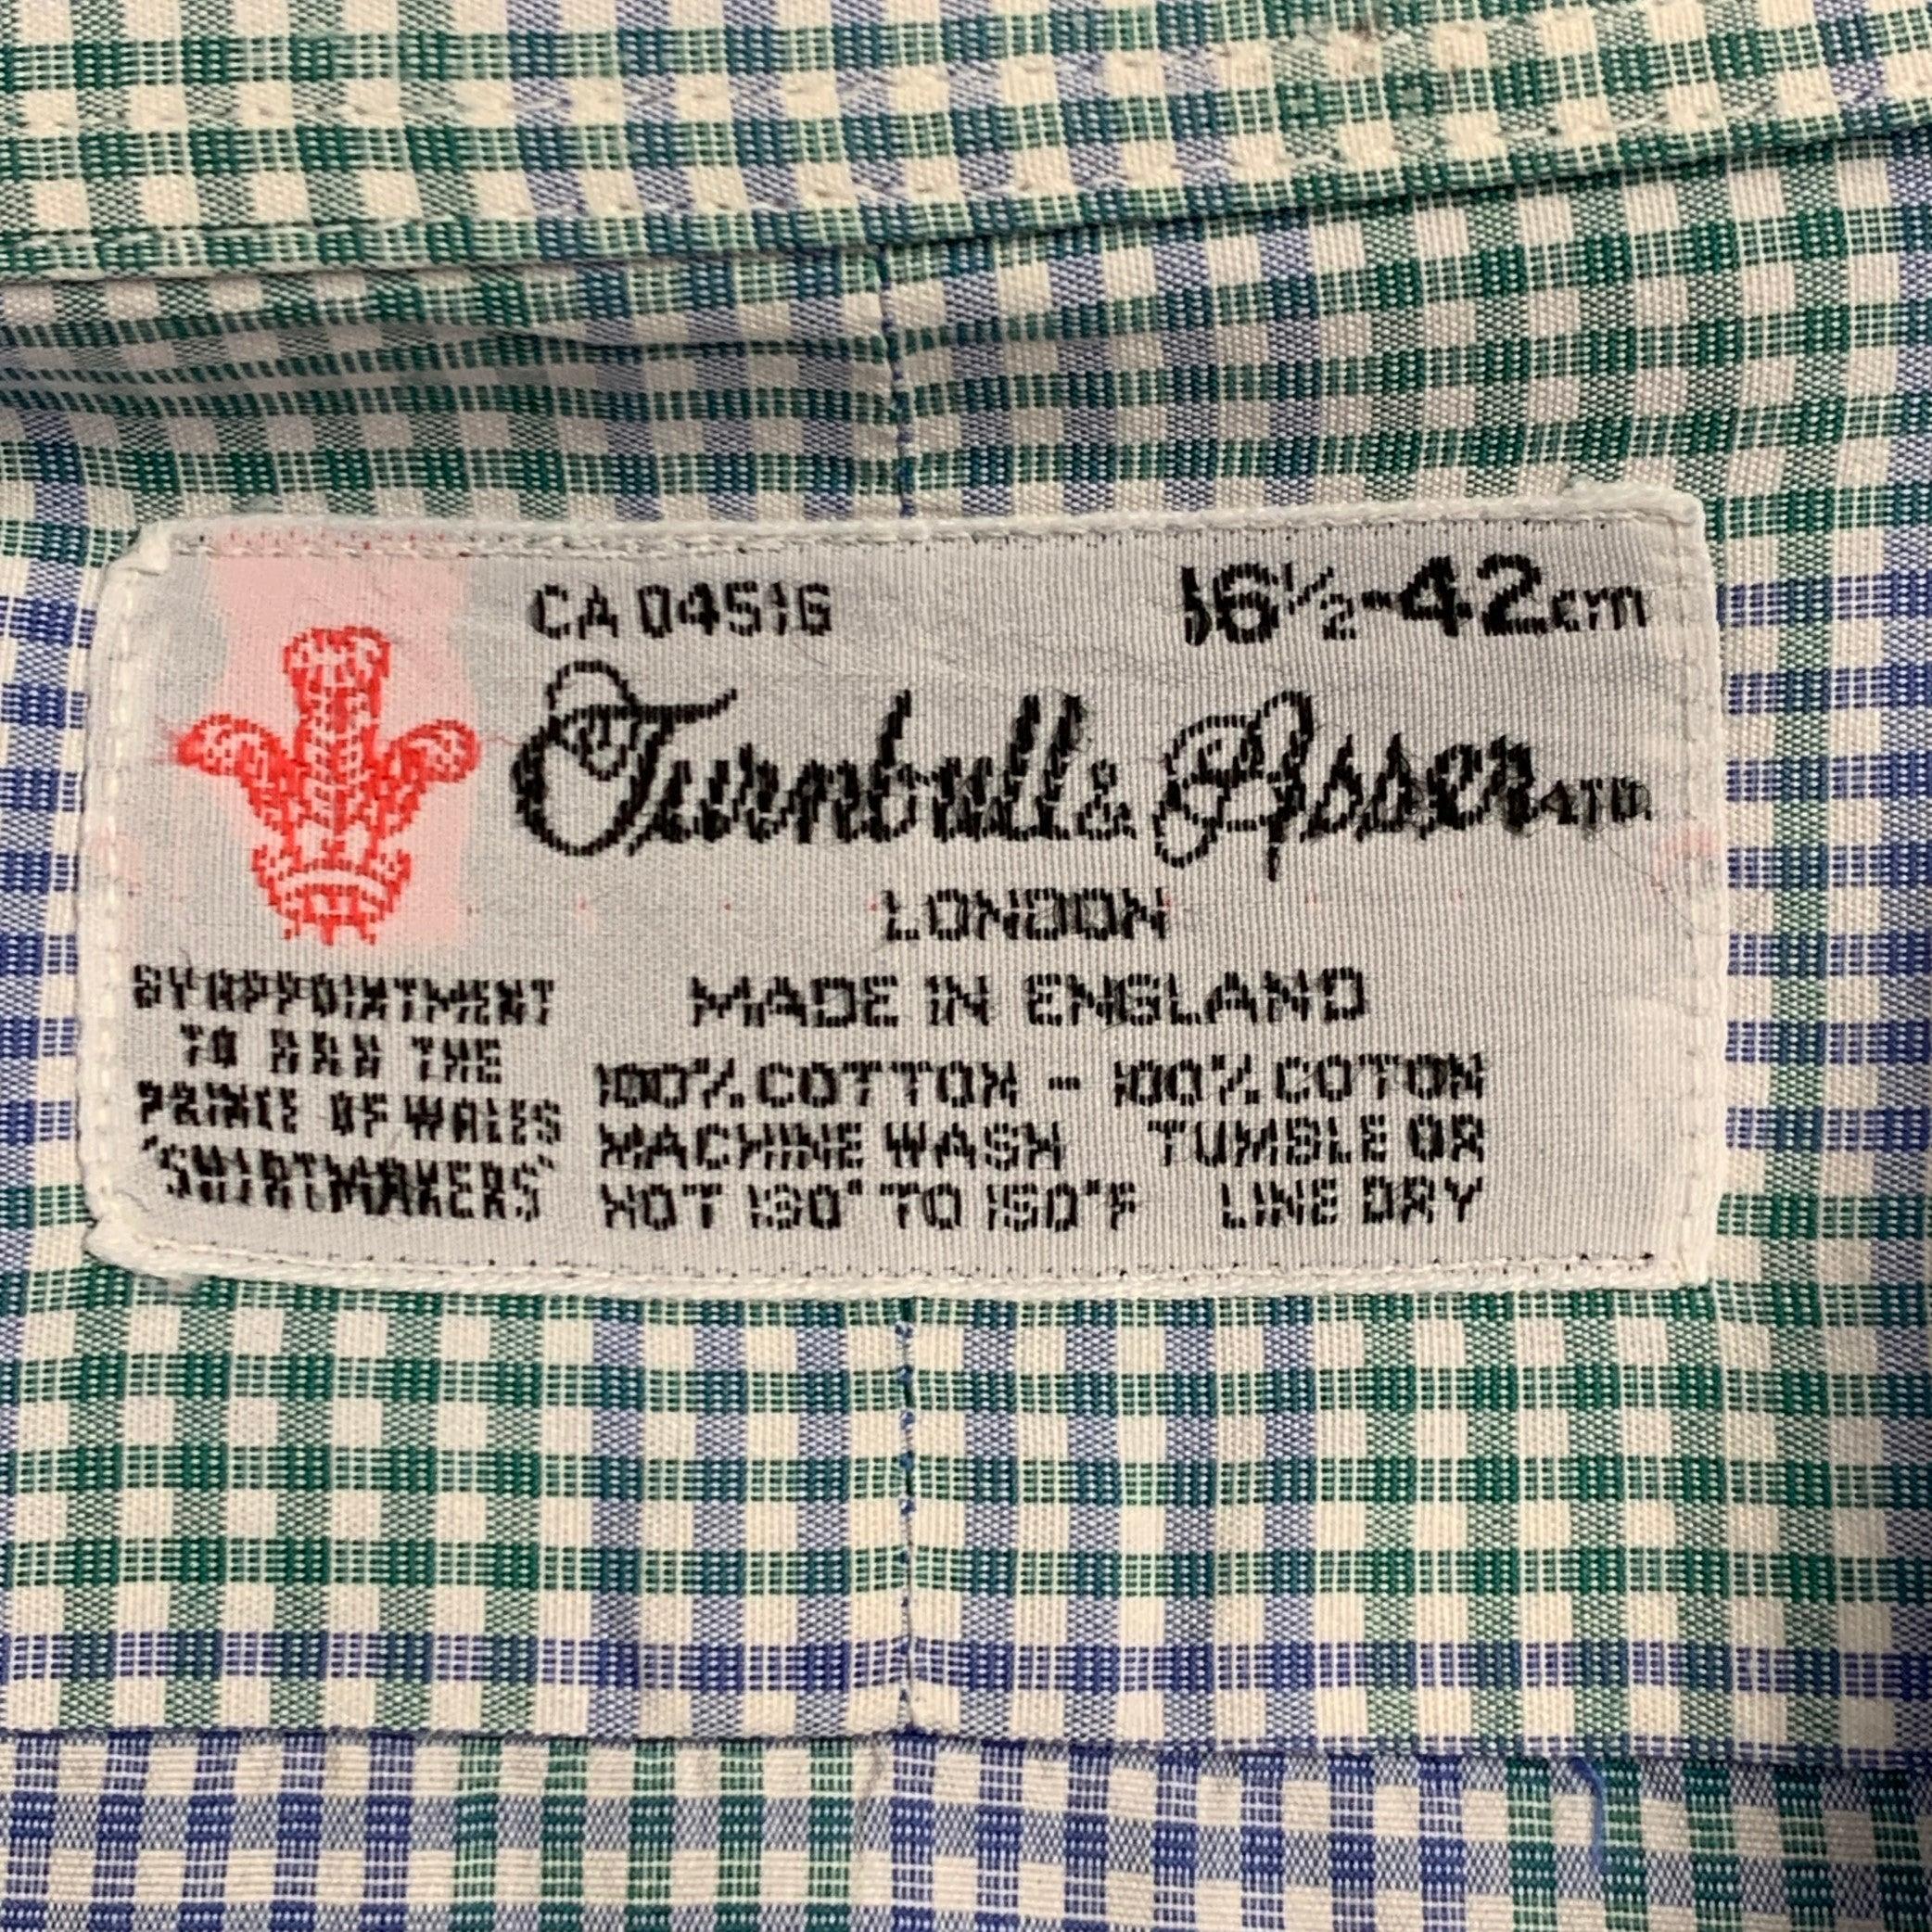 CA 04516 16½-42cm
Turnbull & Asser LTD.
LONDON
BY APPOINTMENT
TO HRH THE
PRINCE OF WALES
'SHIRTMAKERS'
MADE IN ENGLAND
100% COTTON - 100% COTON
MACHINE WASH TUMBLE OR
HOT 130° TO 150°F LINE DRY